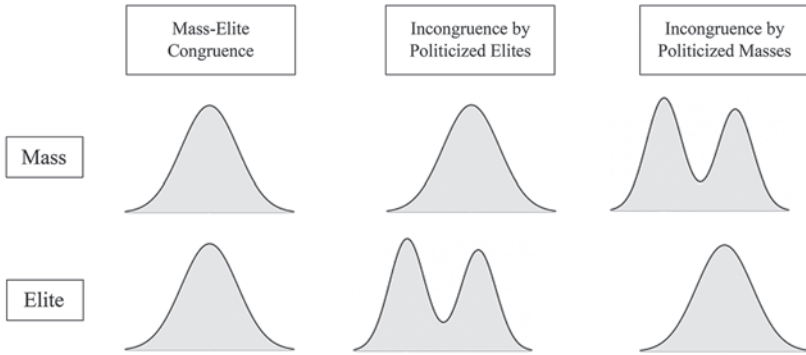 Mass-Elite
Congruence
Incongruence by
Politicized Elites
Incongruence by
Politicized Masses
Mass
Elite